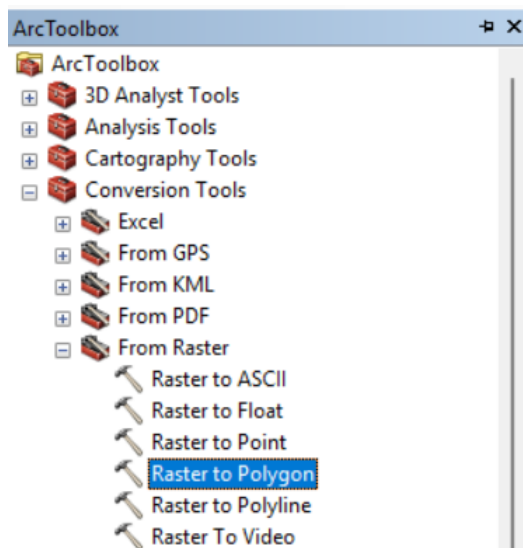 ArcToolbox
ArcToolbox
3D Analyst Tools
Analysis Tools
Cartography Tools
Conversion Tools
Excel
From GPS
From KML
From PDF
From Raster
Raster to ASCII
Raster to Float
Raster to Point
Raster to Polygon
Raster to Polyline
Raster To Video